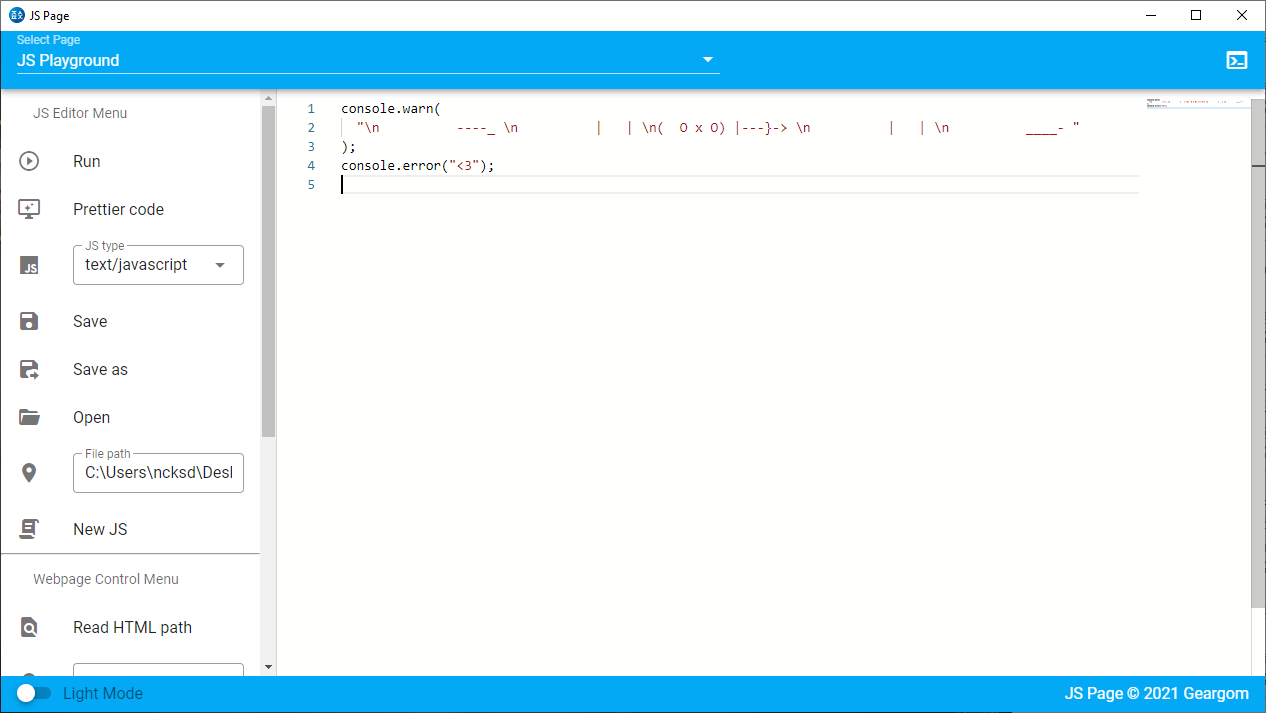 JS Page
Select Page
JS Playground
JS Editor Menu
Run
Prettier code
JS type
text/javascript
Save
Save as
Open
File path
C:\Users\ncksd\Desl
New JS
Webpage Control Menu
Read HTML path
1 console.warn(
2 "\n          ----_ \n          |   | \n(  O x O) |---}-> \n          |   | \n          ____- "
3 );
4 console.error("<3");
5
Light Mode
JS Page © 2021 Geargom